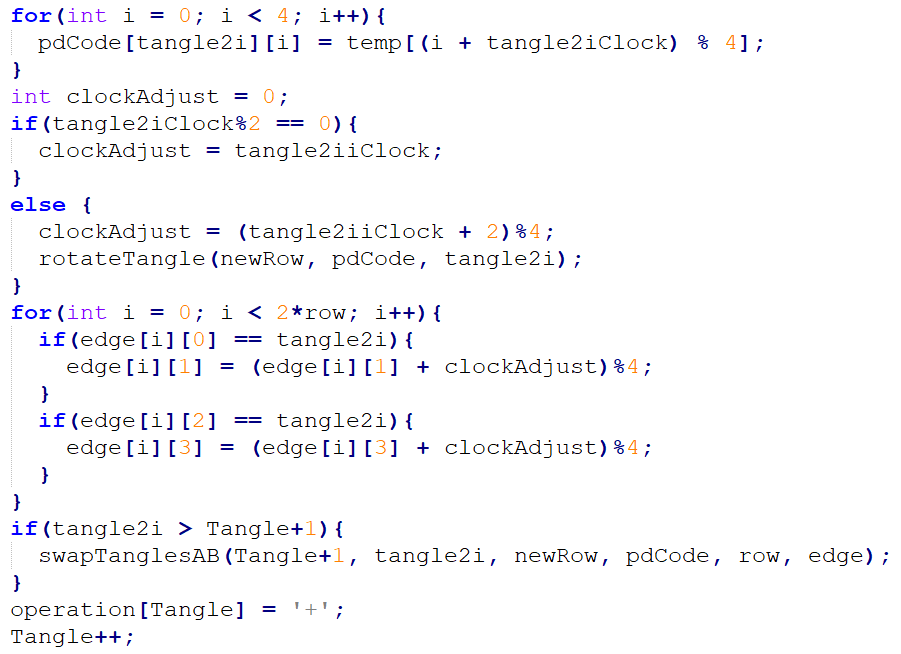 for(int i = 0; i < 4; i++){
  pdCode[tangle2i][i] = temp[(i + tangle2iClock) % 4];
}
int clockAdjust = 0;
if(tangle2iClock%2 == 0){
  clockAdjust = tangle2iiClock;
}
else {
  clockAdjust = (tangle2iiClock + 2)%4;
  rotateTangle(newRow, pdCode, tangle2i);
}
for(int i = 0; i < 2*row; i++){
  if(edge[i][0] == tangle2i){
    edge[i][1] = (edge[i][1] + clockAdjust)%4;
  }
  if(edge[i][2] == tangle2i){
    edge[i][3] = (edge[i][3] + clockAdjust)%4;
  }
}
if(tangle2i > Tangle+1){
  swapTanglesAB(Tangle+1, tangle2i, newRow, pdCode, row, edge);
}
operation[Tangle] = '+';
Tangle++;